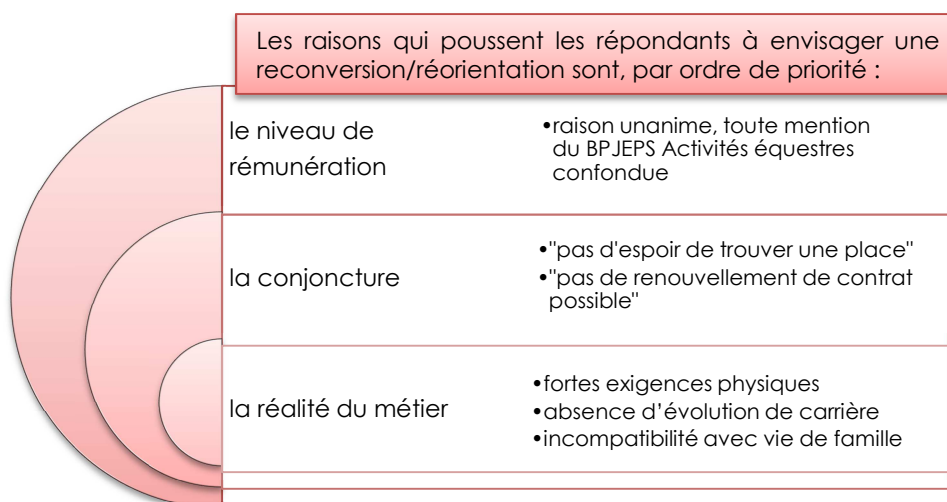 Les raisons qui poussent les répondants à envisager une
reconversion/réorientation sont, par ordre de priorité :
le niveau de
rémunération
•raison unanime, toute mention
du BPJEPS Activités équestres
confondue
la conjoncture
•"pas d'espoir de trouver une place"
•"pas de renouvellement de contrat
possible"
la réalité du métier
•fortes exigences physiques
•absence d’évolution de carrière
•incompatibilité avec vie de famille